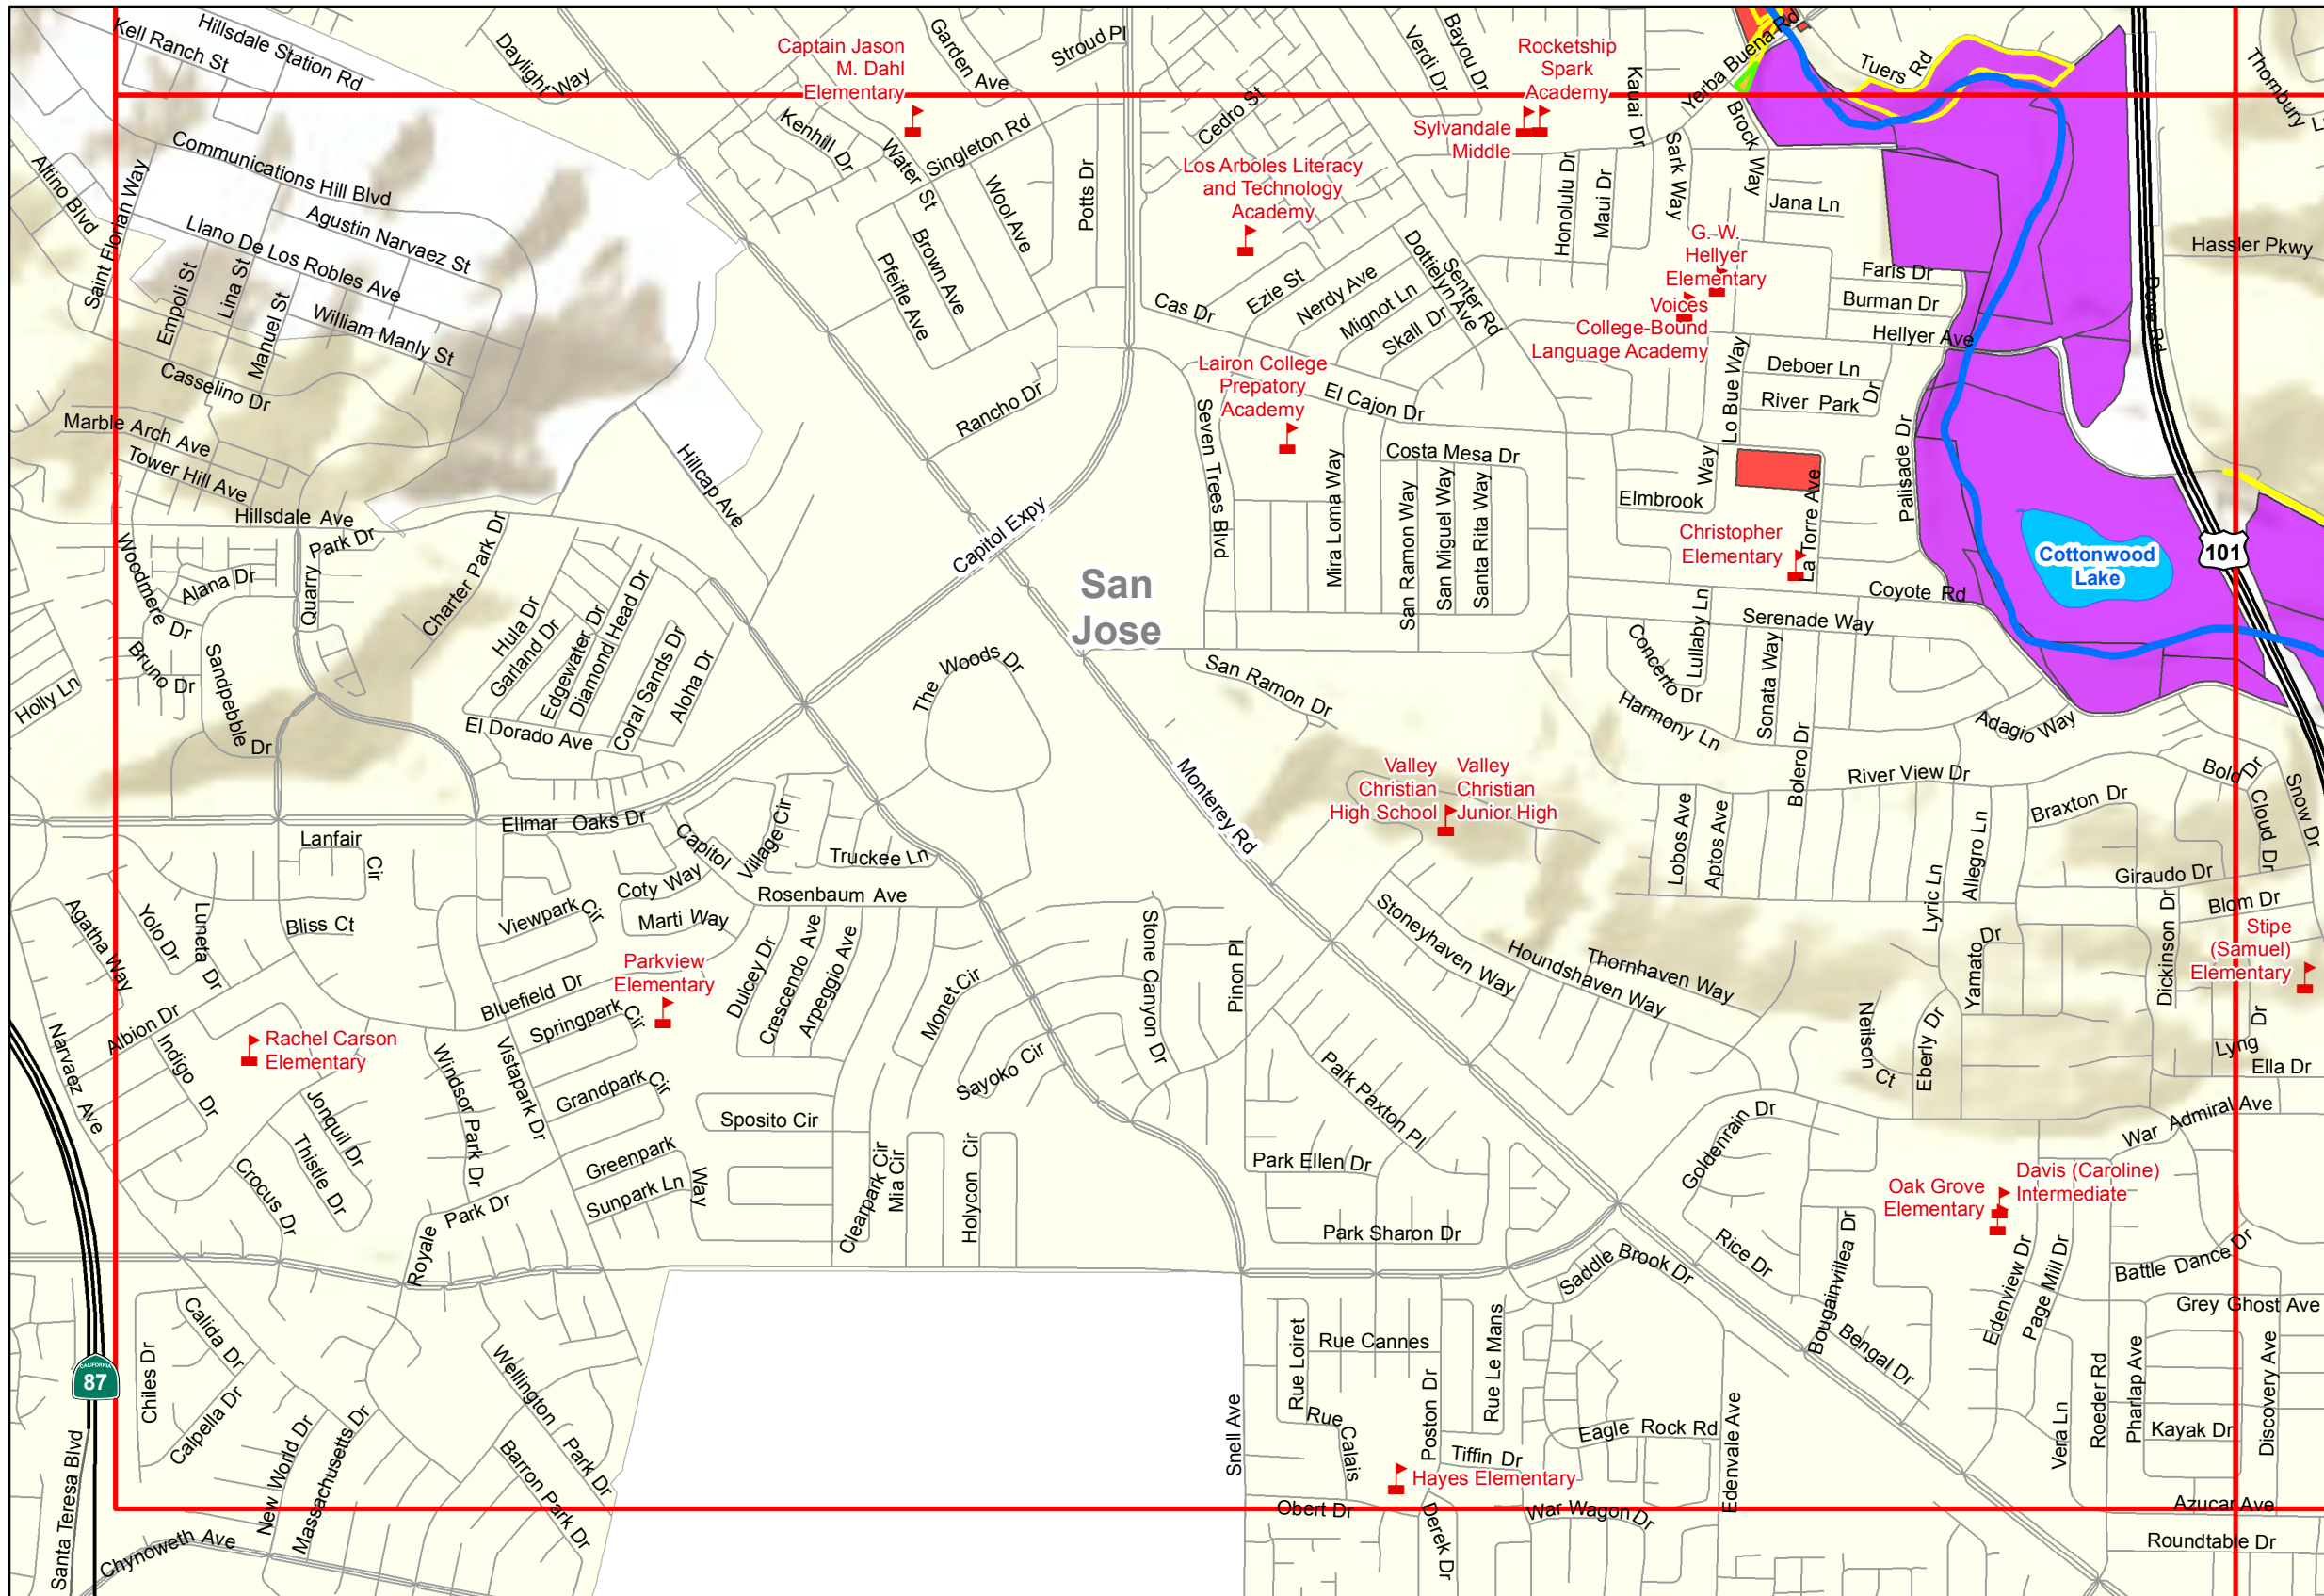 Kell Ranch St
Hillsdale Station Rd
Daylight Way
Captain Jason
M. Dahl
Elementary
Garden Ave
Stroud Pl
Verdi Dr
Bayou Dr
Rocketship
Spark
Academy
Kauai Dr
Yerba Buena Rd
Tuers Rd
Thornbury
Altino Blvd
Saint Florian Way
Communications Hill Blvd
Agustin Narvaez St
Llano De Los Robles Ave
William Manly St
Empoli St
Lina St
Manuel St
Casselino Dr
Marble Arch Ave
Tower Hill Ave
Hillsdale Ave
Kenhill Dr
Water St
Singleton Rd
Wool Ave
Brown Ave
Pfeifle Ave
Potts Dr
Cedro St
Los Arboles Literacy
and Technology
Academy
Sylvandale
Middle
Honolulu Dr
Maui Dr
Sark Way
Brock Way
Jana Ln
G. W.
Hellyer
Elementary
Voices
College-Bound
Language Academy
Faris Dr
Burman Dr
Hellyer Ave
Hassler Pkwy
Cas Dr
Ezie St
Nerdy Ave
Mignot Ln
Skall Dr
Dottielyn Ave
Senter Rd
Lairon College
Prepatory
Academy
El Cajon Dr
Rancho Dr
Hillcap Ave
Capitol Expy
Seven Trees Blvd
Mira Loma Way
Costa Mesa Dr
San Ramon Way
San Miguel Way
Santa Rita Way
Lo Bue Way
Deboer Ln
River Park Dr
Palisade Dr
Elmbrook Way
Christopher
Elementary
La Torre Ave
Coyote Rd
Cottonwood
Lake
101
San
Jose
Woodmere Dr
Alana Dr
Quarry Park Dr
Charter Park Dr
Bruno Dr
Sandpebble Dr
Holly Ln
Hula Dr
Garland Dr
Edgewater Dr
Diamond Head Dr
Coral Sands Dr
Aloha Dr
El Dorado Ave
The Woods Dr
San Ramon Dr
Monterey Rd
Serenade Way
Concerto Dr
Lullaby Ln
Sonata Way
Harmony Ln
Bolero Dr
Adagio Way
River View Dr
Valley
Christian
High School
Valley
Christian
Junior High
Lobos Ave
Aptos Ave
Lyric Ln
Allegro Ln
Braxton Dr
Bold Dr
Cloud Dr
Snow Dr
Giraudo Dr
Blom Dr
Stipe
(Samuel)
Elementary
Dickinson Dr
Yamato Dr
Eberly Dr
Neilson Ct
Lyng Dr
Ella Dr
War Admiral Ave
Lanfair Cir
Ellmar Oaks Dr
Capitol Village Cir
Truckee Ln
Coty Way
Rosenbaum Ave
Marti Way
Viewpark Cir
Bliss Ct
Agatha Way
Yolo Dr
Luneta Dr
Albion Dr
Narvaez Ave
Rachel Carson
Elementary
Indigo Dr
Jonquil Dr
Thistle Dr
Crocus Dr
Bluefield Dr
Parkview
Elementary
Springpark Cir
Grandpark Cir
Windsor Park Dr
Vistapark Dr
Greenpark Way
Sunpark Ln
Royale Park Dr
Dulcey Dr
Crescendo Ave
Arpeggio Ave
Monet Cir
Sayoko Cir
Sposito Cir
Clearpark Cir
Mia Cir
Holycon Cir
Stone Canyon Dr
Pinon Pl
Stoneyhaven Way
Houndshaven Way
Thornhaven Way
Park Paxton Pl
Park Ellen Dr
Park Sharon Dr
Goldenrain Dr
Saddle Brook Dr
Rice Dr
Bougainvillea Dr
Bengal Dr
Oak Grove
Elementary
Davis (Caroline)
Intermediate
Edenview Dr
Page Mill Dr
Battle Dance Dr
Grey Ghost Ave
Discovery Ave
Kayak Dr
Pharlap Ave
Roeder Rd
Vera Ln
Azucar Ave
Roundtable Dr
CALIFORNIA
87
Santa Teresa Blvd
Chiles Dr
Calida Dr
Calpella Dr
New World Dr
Massachusetts Dr
Wellington Park Dr
Barron Park Dr
Chynoweth Ave
Snell Ave
Rue Loiret
Rue Cannes
Rue Le Mans
Rue Calais
Poston Dr
Tiffin Dr
Hayes Elementary
Eagle Rock Rd
Edenvale Ave
Obert Dr
Derek Dr
War Wagon Dr